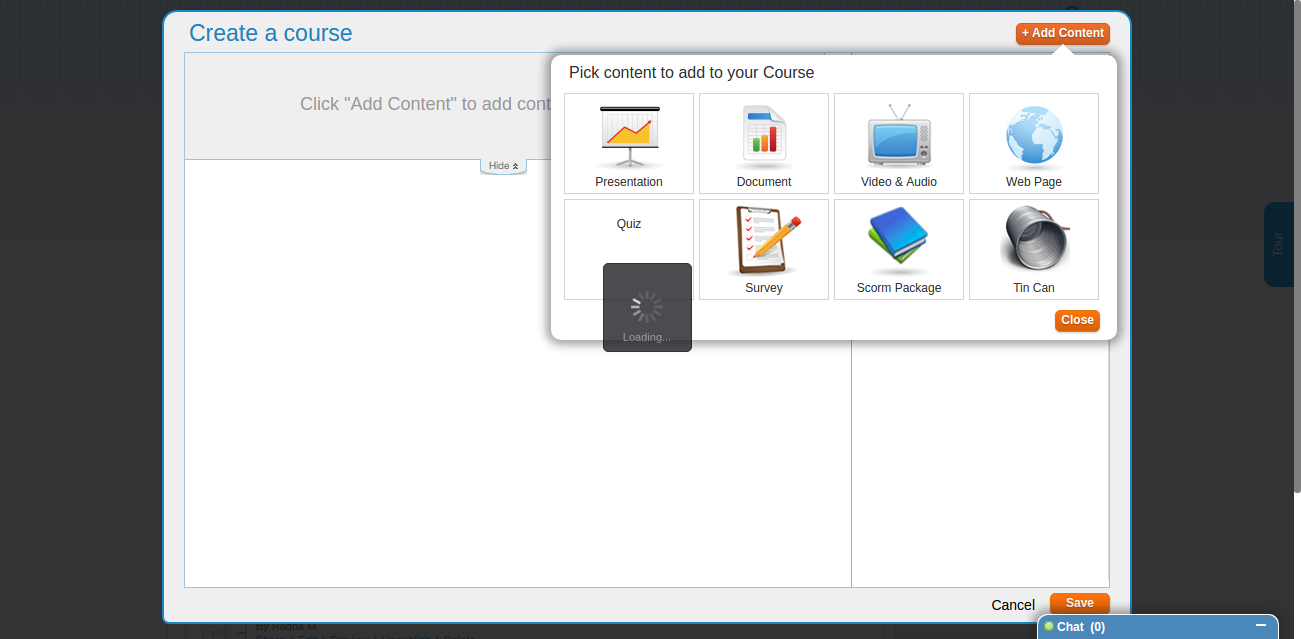 Create a course
+ Add Content
Pick content to add to your Course
Click "Add Content" to add cont
Presentation
Document
Video & Audio
Web Page
Hide
Quiz
Survey
Scorm Package
Tin Can
Loading...
Close
Tour
Cancel
Save
Chat (0)